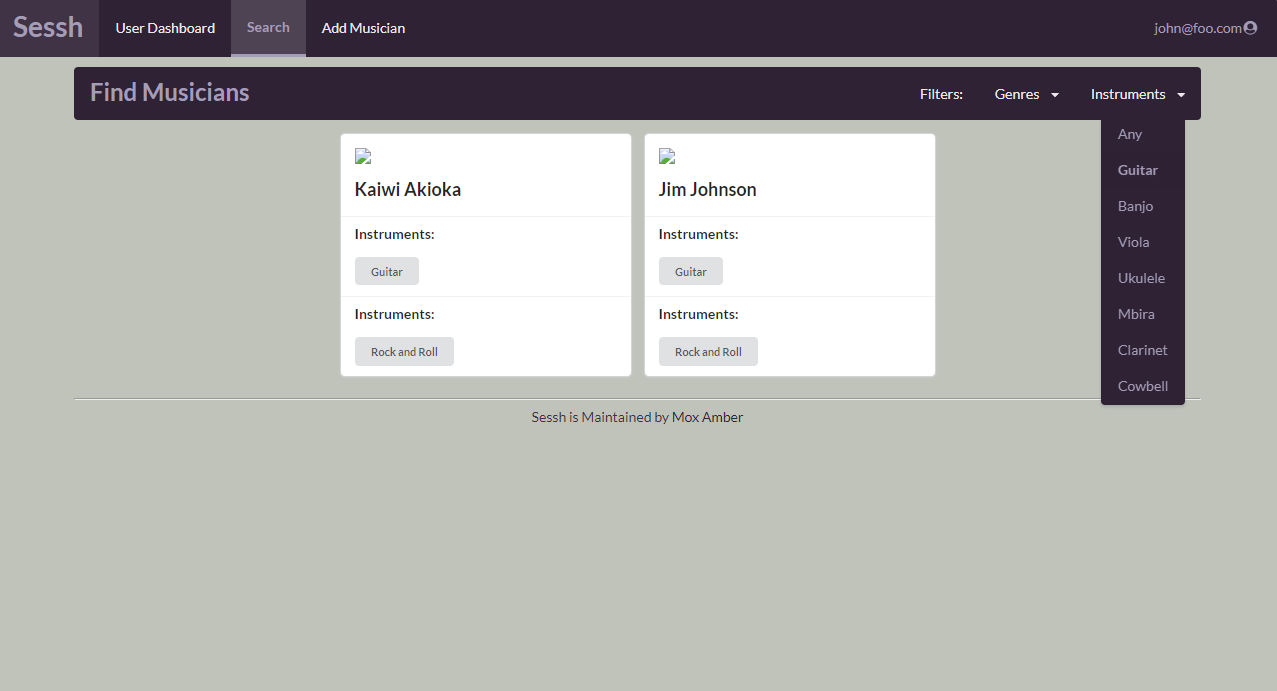 Sessh User Dashboard Search Add Musician john@foo.com
Find Musicians Filters: Genres Instruments
Any
Guitar
Banjo
Viola
Ukulele
Mbira
Clarinet
Cowbell
Kaiwi Akioka
Instruments:
Guitar
Instruments:
Rock and Roll
Jim Johnson
Instruments:
Guitar
Instruments:
Rock and Roll
Sessh is Maintained by Mox Amber